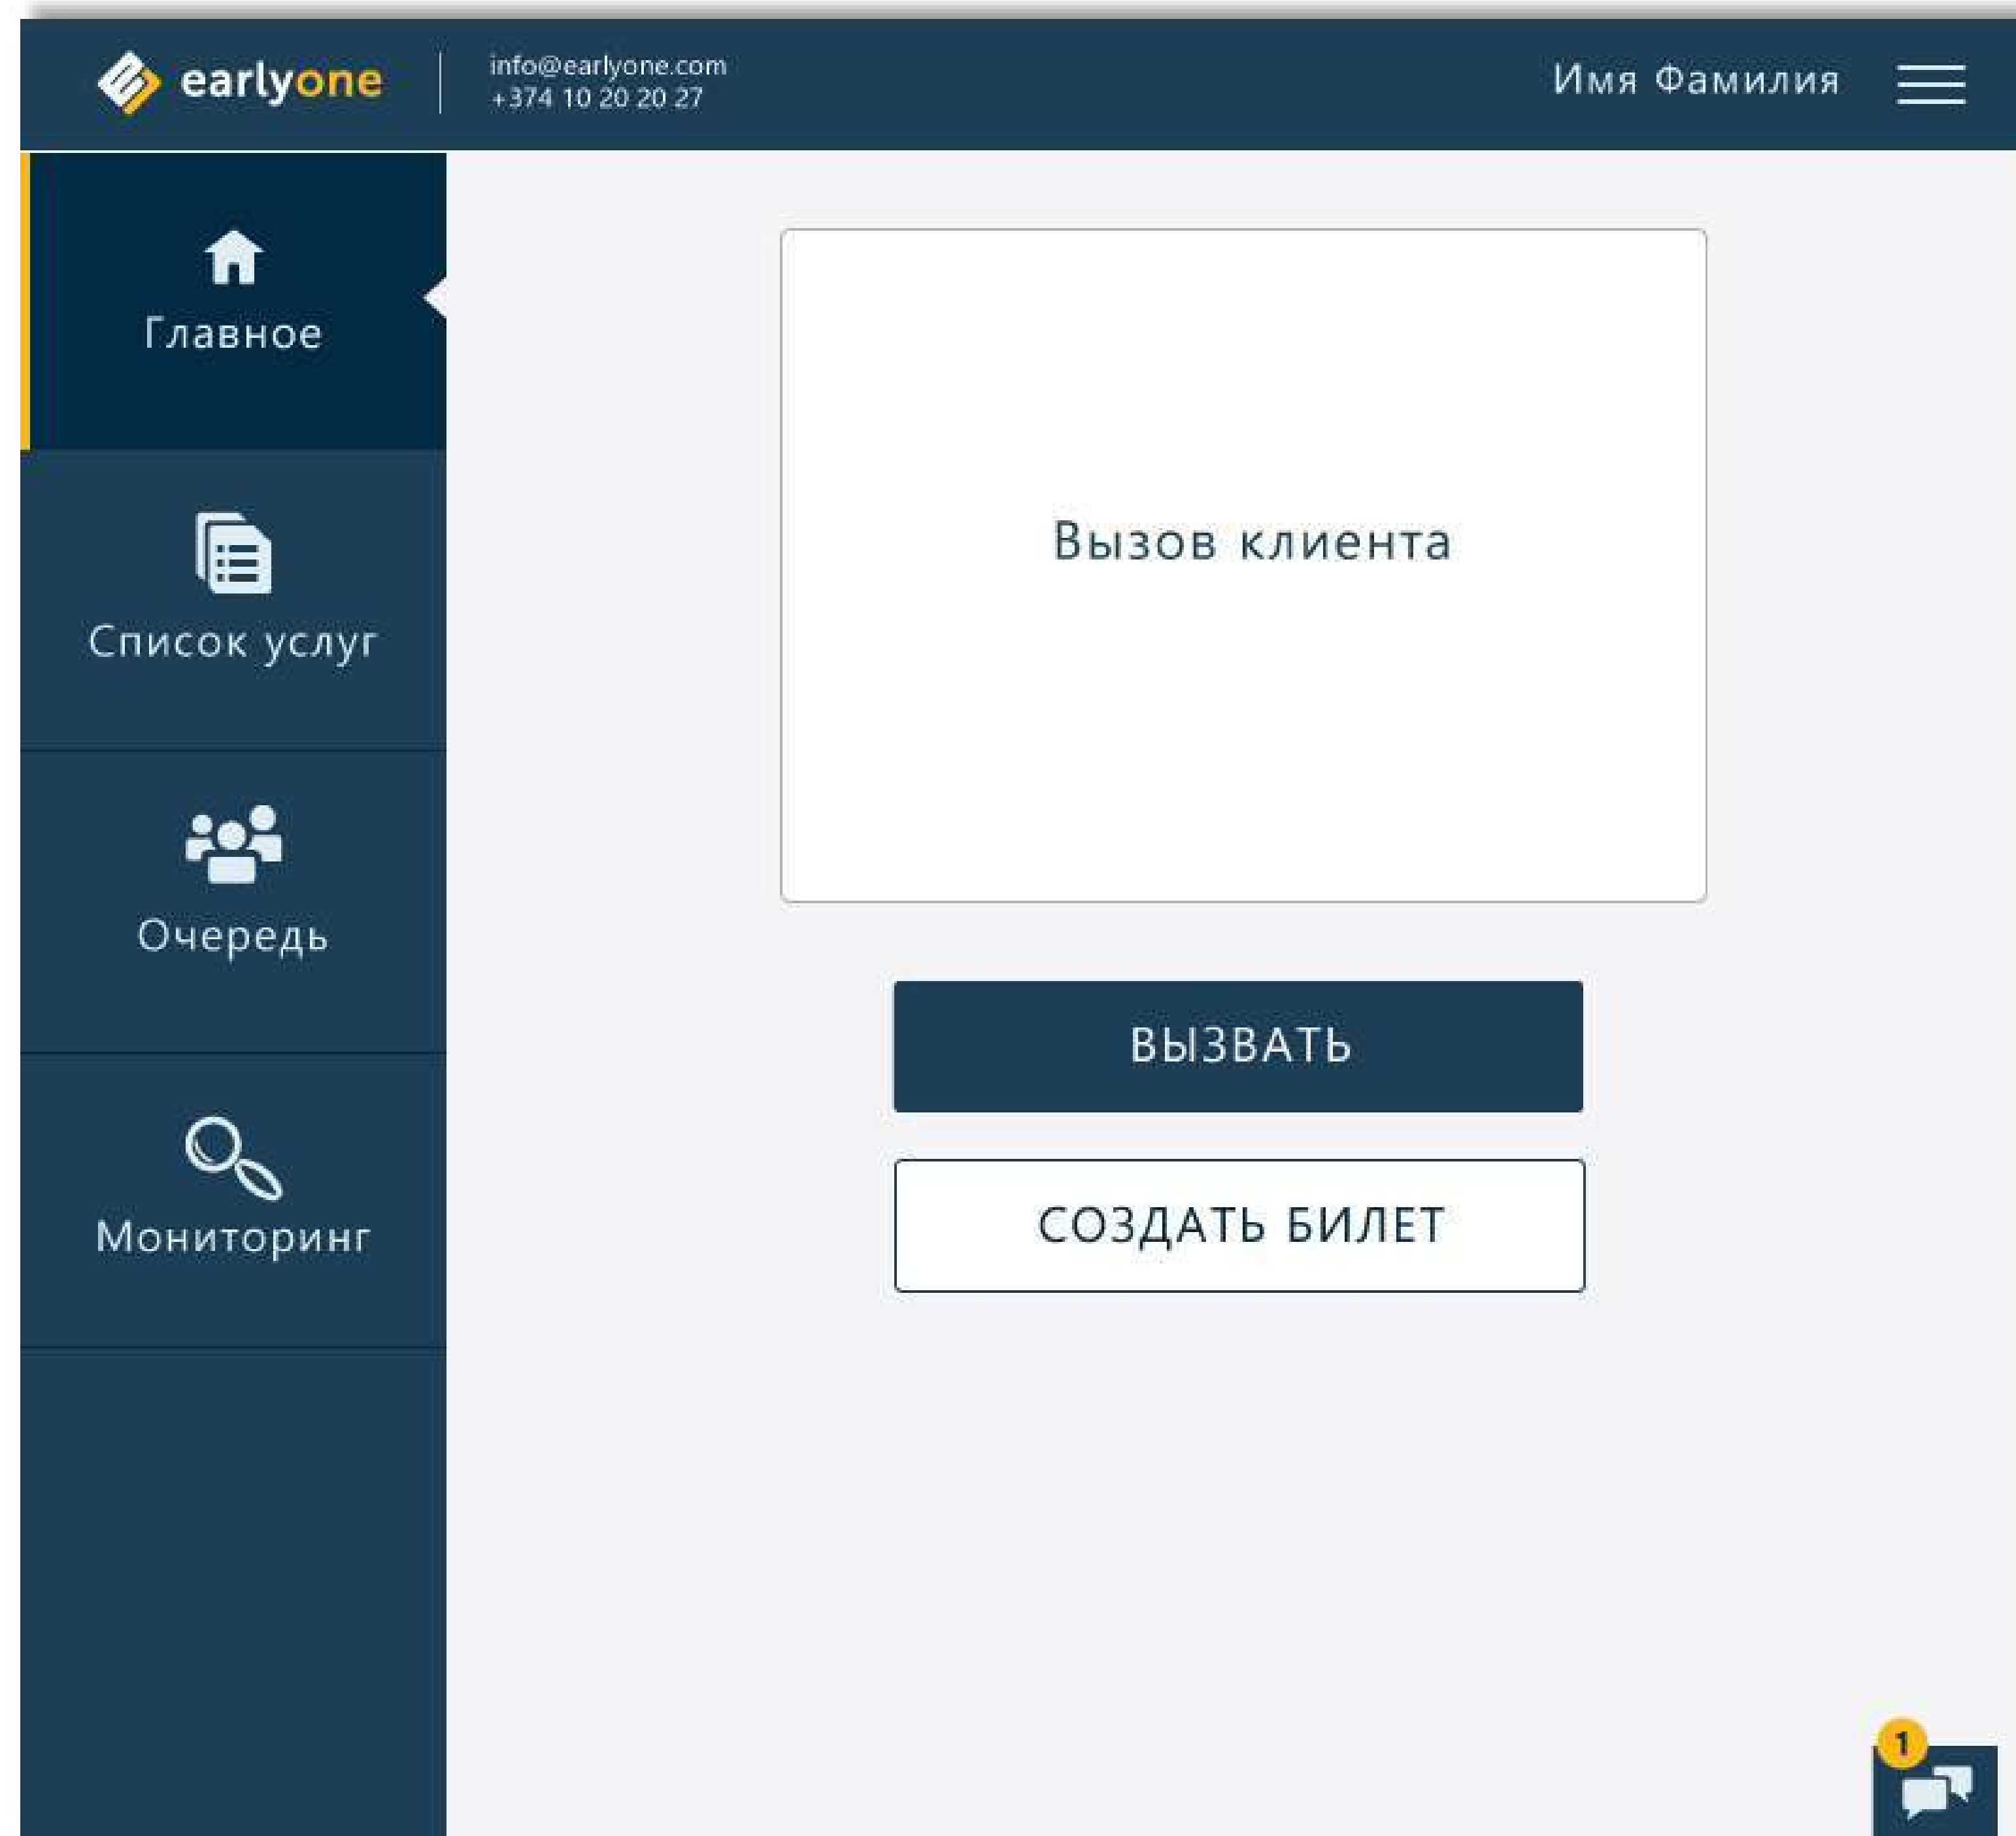 earlyone
info@earlyone.com
+374 10 20 20 27
Имя Фамилия
Главное
Список услуг
Очередь
Мониторинг
Вызов клиента
ВЫЗВАТЬ
СОЗДАТЬ БИЛЕТ
1